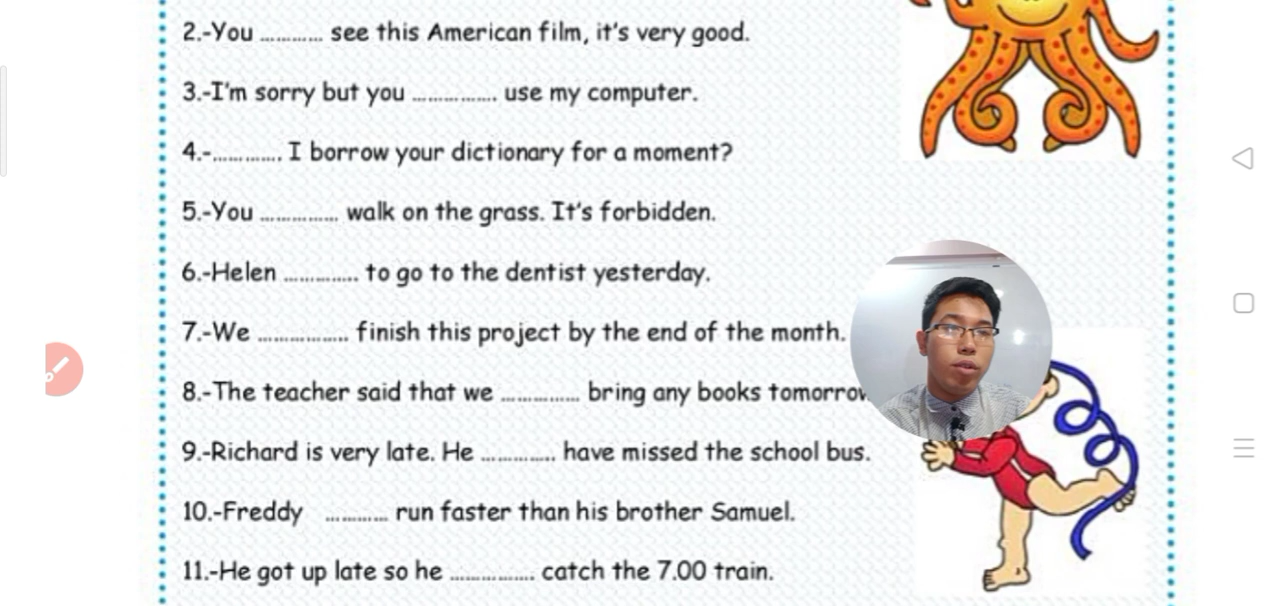 2.-You ............ see this American film, it's very good.
3.-I'm sorry but you ................ use my computer.
4.-............. I borrow your dictionary for a moment?
5.-You ............... walk on the grass. It's forbidden.
6.-Helen .............. to go to the dentist yesterday.
7.-We ................. finish this project by the end of the month.
8.-The teacher said that we ............... bring any books
9.-Richard is very late. He .............. have missed the school bus.
10.-Freddy ............ run faster than his brother Samuel.
11.-He got up late so he ................ catch the 7.00 train.